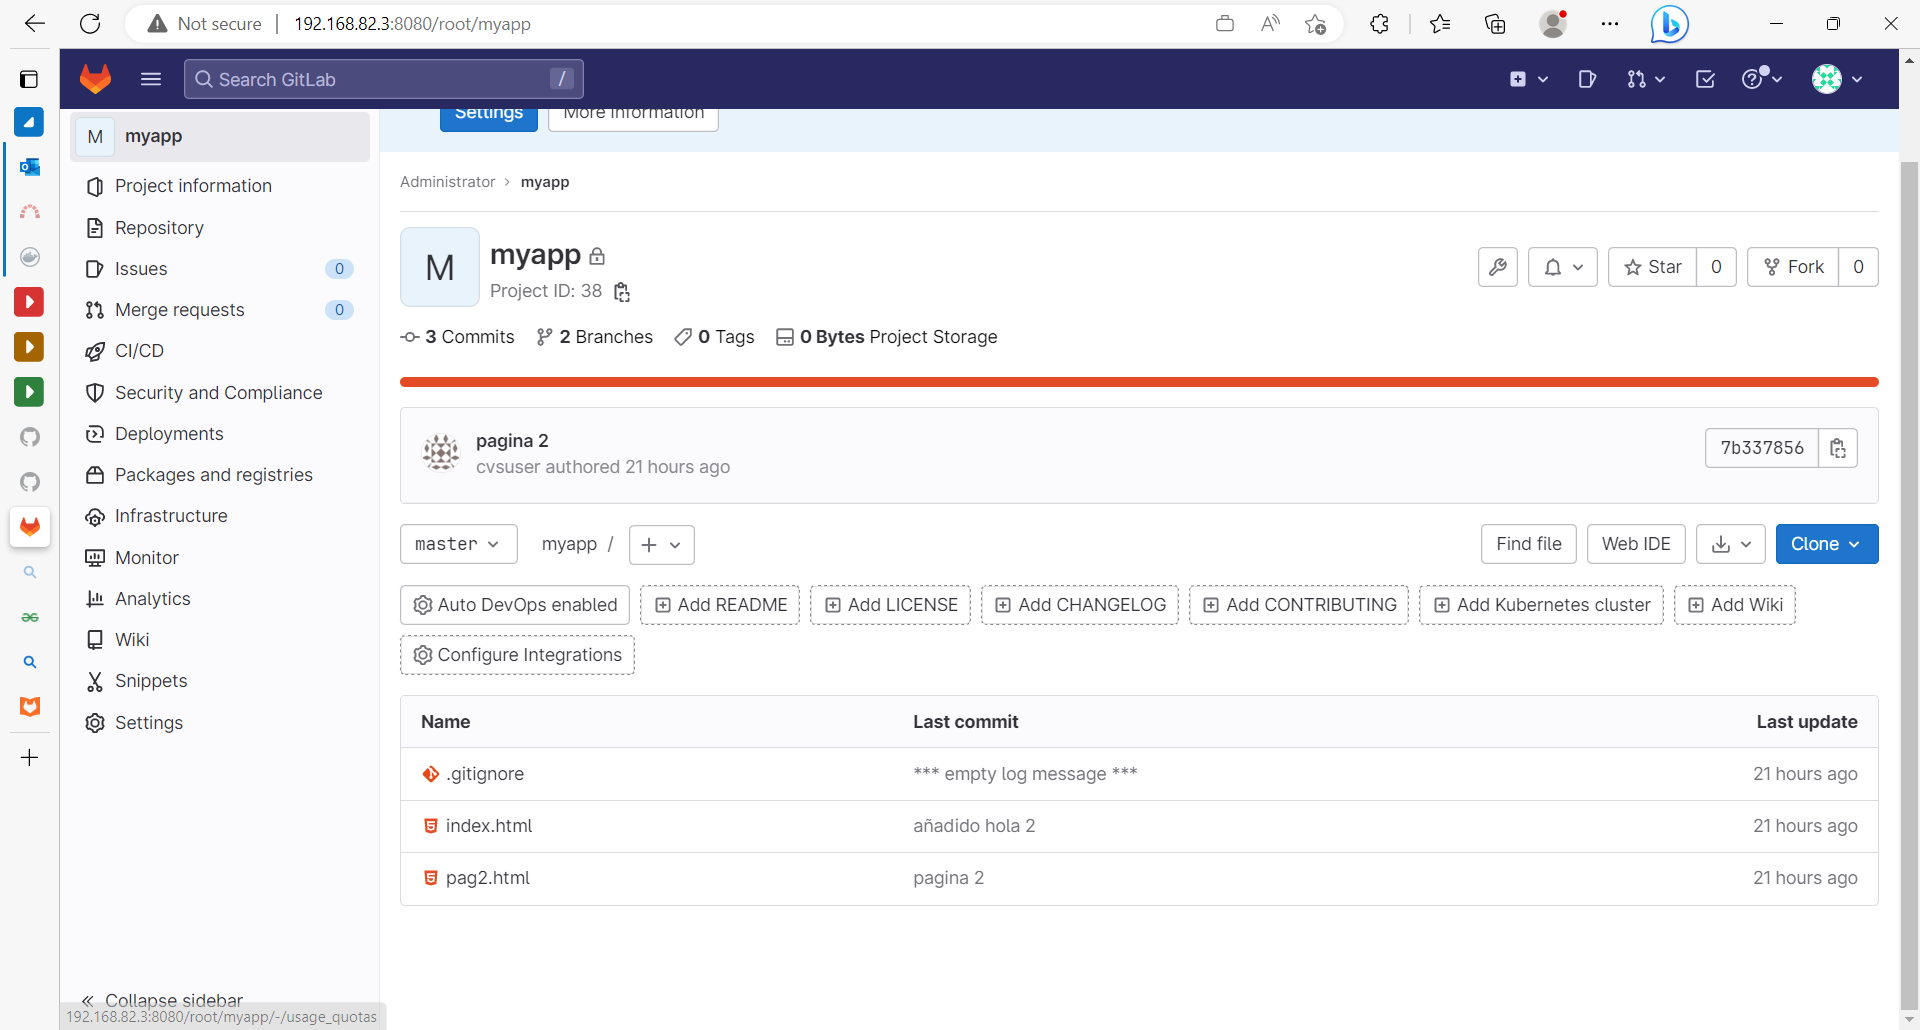 Not secure 192.168.82.3:8080/root/myapp
Search GitLab /
Settings More information
M myapp
Project information
Repository
Issues 0
Merge requests 0
CI/CD
Security and Compliance
Deployments
Packages and registries
Infrastructure
Monitor
Analytics
Wiki
Snippets
Settings
Collapse sidebar
192.168.82.3:8080/root/myapp/-/usage_quotas
Administrator > myapp
M
myapp
Project ID: 38
Star 0 Fork 0
3 Commits 2 Branches 0 Tags 0 Bytes Project Storage
pagina 2
cvsuser authored 21 hours ago
7b337856
master myapp / +
Find file Web IDE Clone
Auto DevOps enabled Add README Add LICENSE Add CHANGELOG Add CONTRIBUTING Add Kubernetes cluster Add Wiki
Configure Integrations
Name Last commit Last update
.gitignore *** empty log message *** 21 hours ago
index.html añadido hola 2 21 hours ago
pag2.html pagina 2 21 hours ago